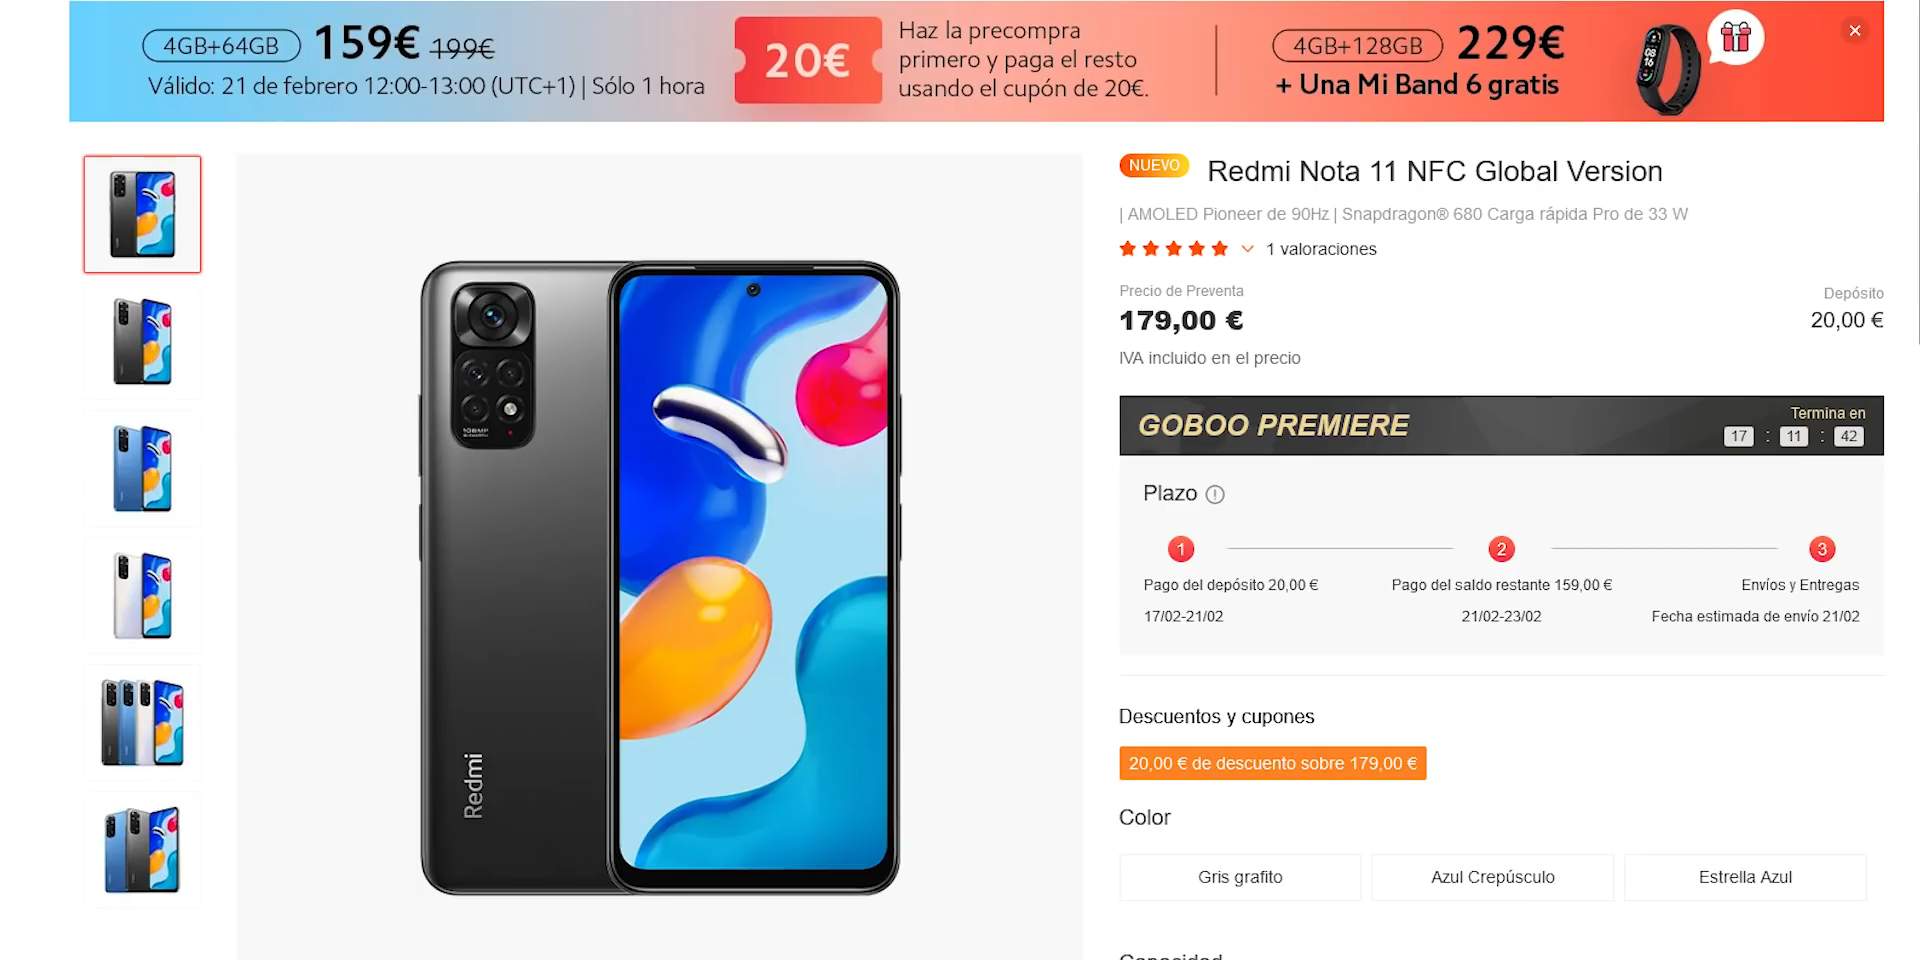 4GB+64GB 159€ 199€
Válido: 21 de febrero 12:00-13:00 (UTC+1) | Sólo 1 hora
20€
Haz la precompra
primero y paga el resto
usando el cupón de 20€.
4GB+128GB 229€
+ Una Mi Band 6 gratis
NUEVO Redmi Nota 11 NFC Global Version
| AMOLED Pioneer de 90Hz | Snapdragon® 680 Carga rápida Pro de 33 W
1 valoraciones
Precio de Preventa
179,00 €
IVA incluido en el precio
Depósito
20,00 €
GOBOO PREMIERE
Termina en
17 : 11 : 42
Plazo
1 2 3
Pago del depósito 20,00 € Pago del saldo restante 159,00 € Envíos y Entregas
17/02-21/02 21/02-23/02 Fecha estimada de envío 21/02
Descuentos y cupones
20,00 € de descuento sobre 179,00 €
Color
Gris grafito Azul Crepúsculo Estrella Azul
Capacidad
108MP
Redmi